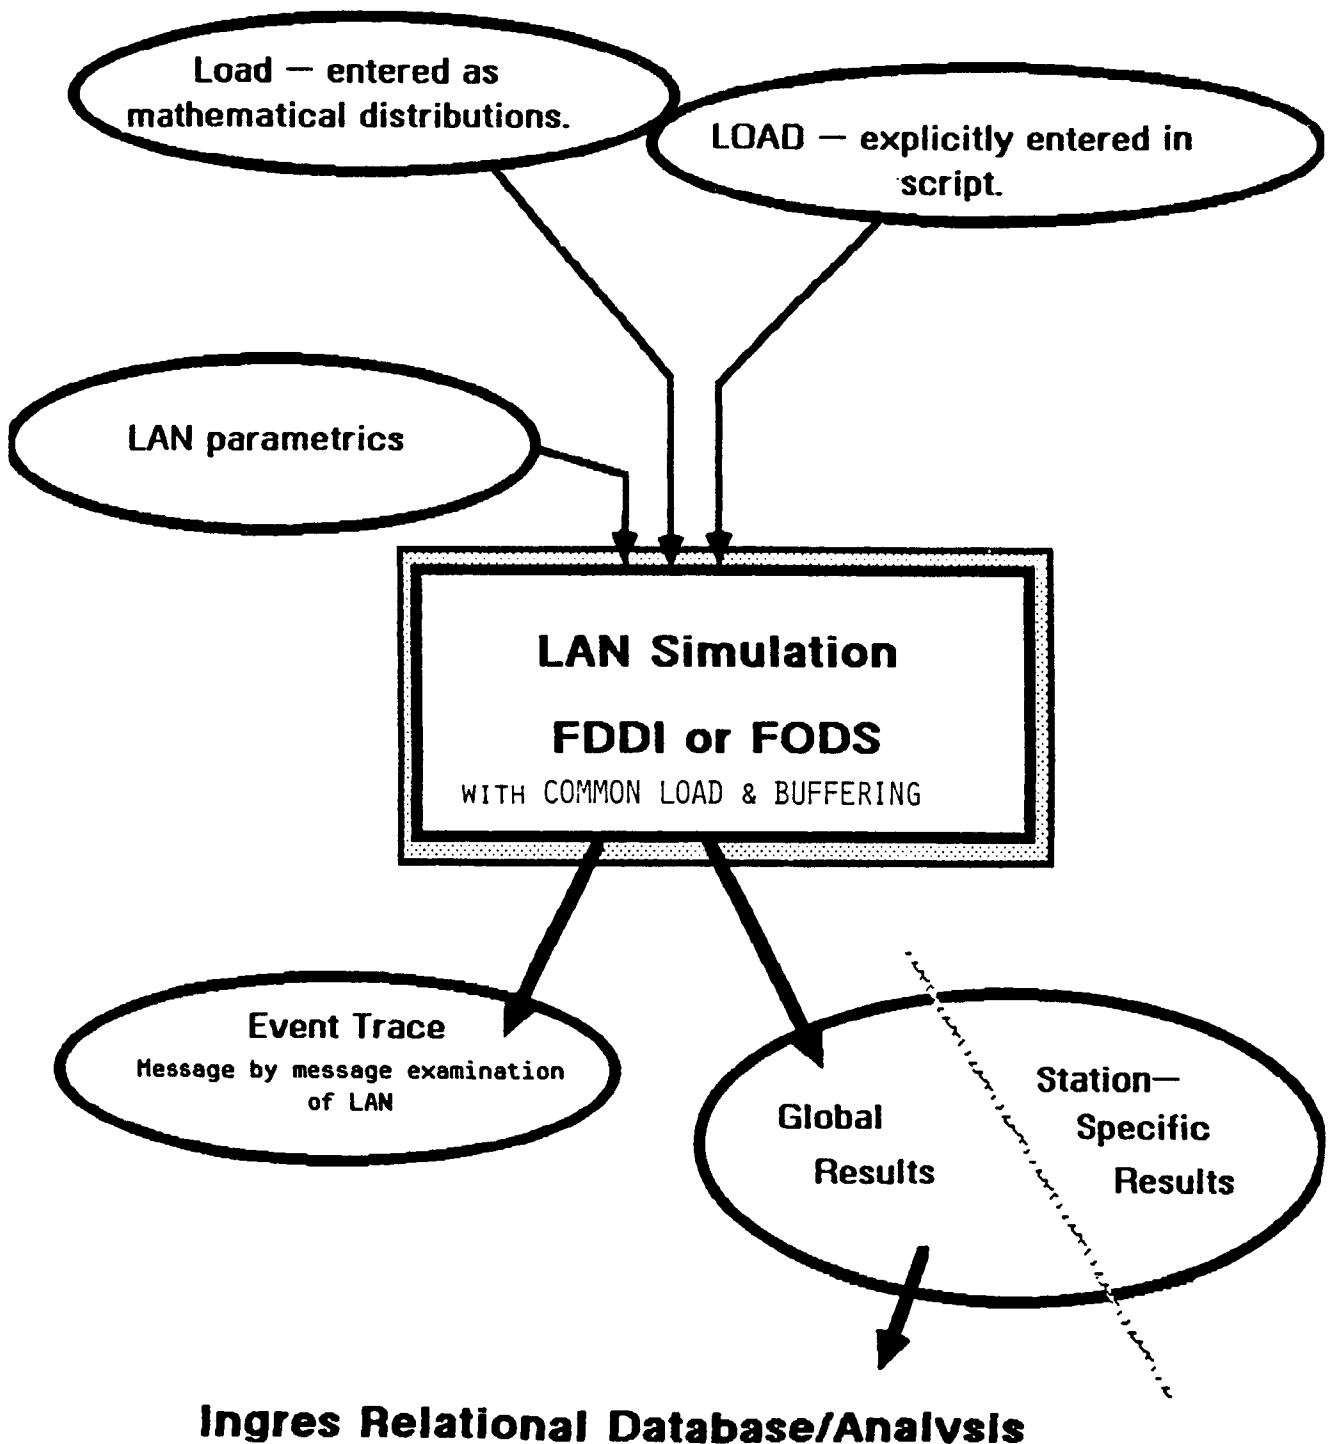 Load — entered as
mathematical distributions.
LOAD — explicitly entered in
script.
LAN parametrics
LAN Simulation
FDDI or FODS
WITH COMMON LOAD & BUFFERING
Event Trace
Message by message examination
of LAN
Global
Results
Station—
Specific
Results
Ingres Relational Database/Analysis